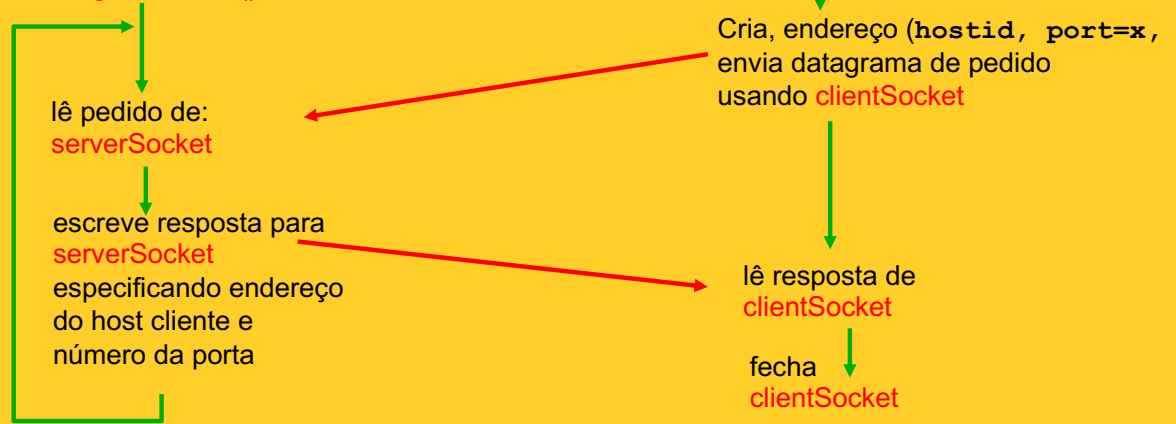 Cria, endereço (hostid, port=x,
envia datagrama de pedido
usando clientSocket
lê pedido de:
serverSocket
escreve resposta para
serverSocket
especificando endereço
do host cliente e
número da porta
lê resposta de
clientSocket
fecha
clientSocket